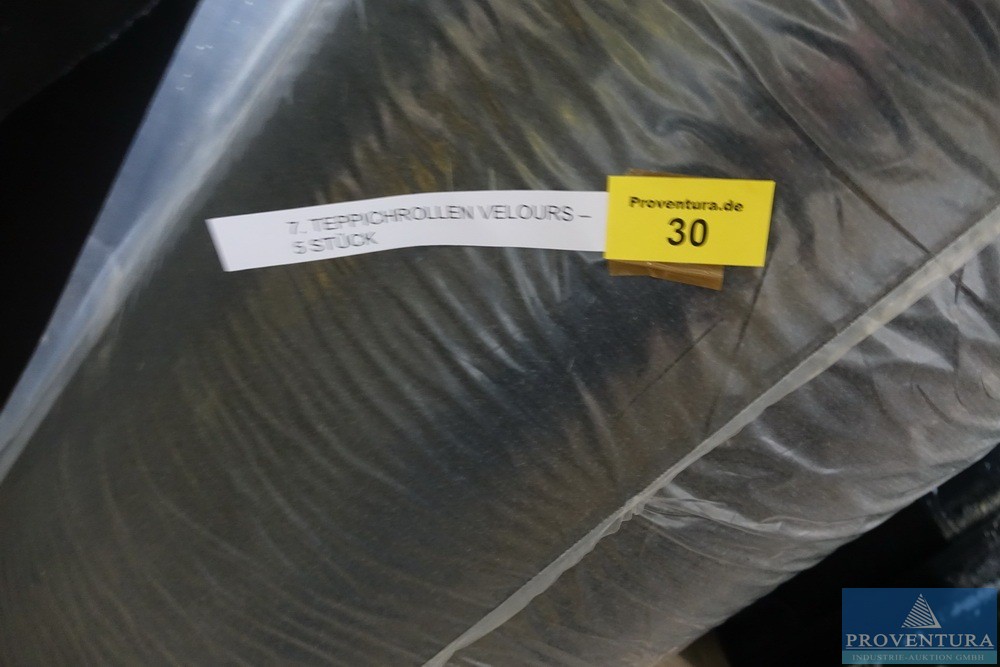 7. TEPPICHROLLEN VELOURS –
5 STÜCK
Proventura.de
30
PROVENTURA
INDUSTRIE-AUKTION GMBH